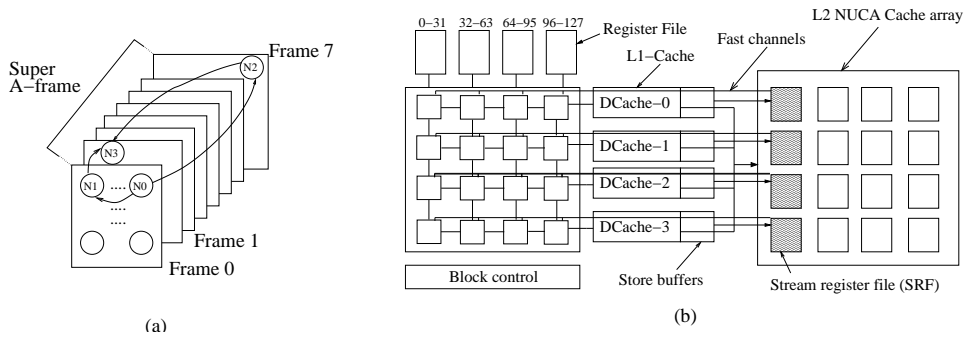 Super
A−frame
Frame 7
N2
N3
N1
....
N0
....
....
Frame 1
Frame 0
(a)
0−31
32−63
64−95
96−127
Register File
L1−Cache
Fast channels
L2 NUCA Cache array
DCache−0
DCache−1
DCache−2
DCache−3
Block control
Store buffers
Stream register file (SRF)
(b)